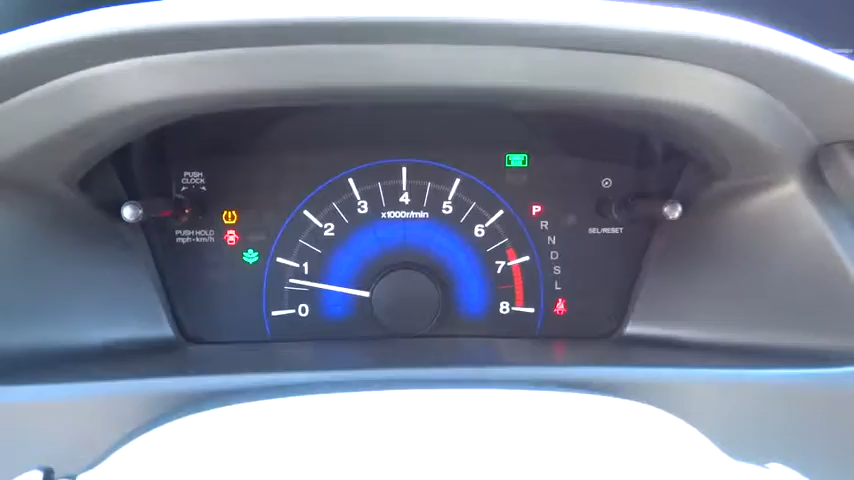 PUSH
CLOCK
PUSH HOLD
mph↔km/h
0
1
2
3
4
5
6
7
8
x1000r/min
P
R
N
D
S
L
SEL/RESET